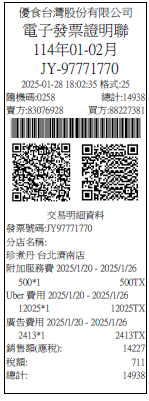 優食台灣股份有限公司
電子發票證明聯
114年01-02月
JY-97771770
2025-01-28 18:02:35 格式:25
隨機碼:0258 總計:14938
賣方:83076928 買方:88227381
交易明細資料
發票號碼:JY97771770
分店名稱:
珍煮丹 台北濟南店
附加服務費 2025/1/20 - 2025/1/26
500*1 500TX
Uber 費用 2025/1/20 - 2025/1/26
12025*1 12025TX
廣告費用 2025/1/20 - 2025/1/26
2413*1 2413TX
銷售額(應稅): 14227
稅額: 711
總計: 14938